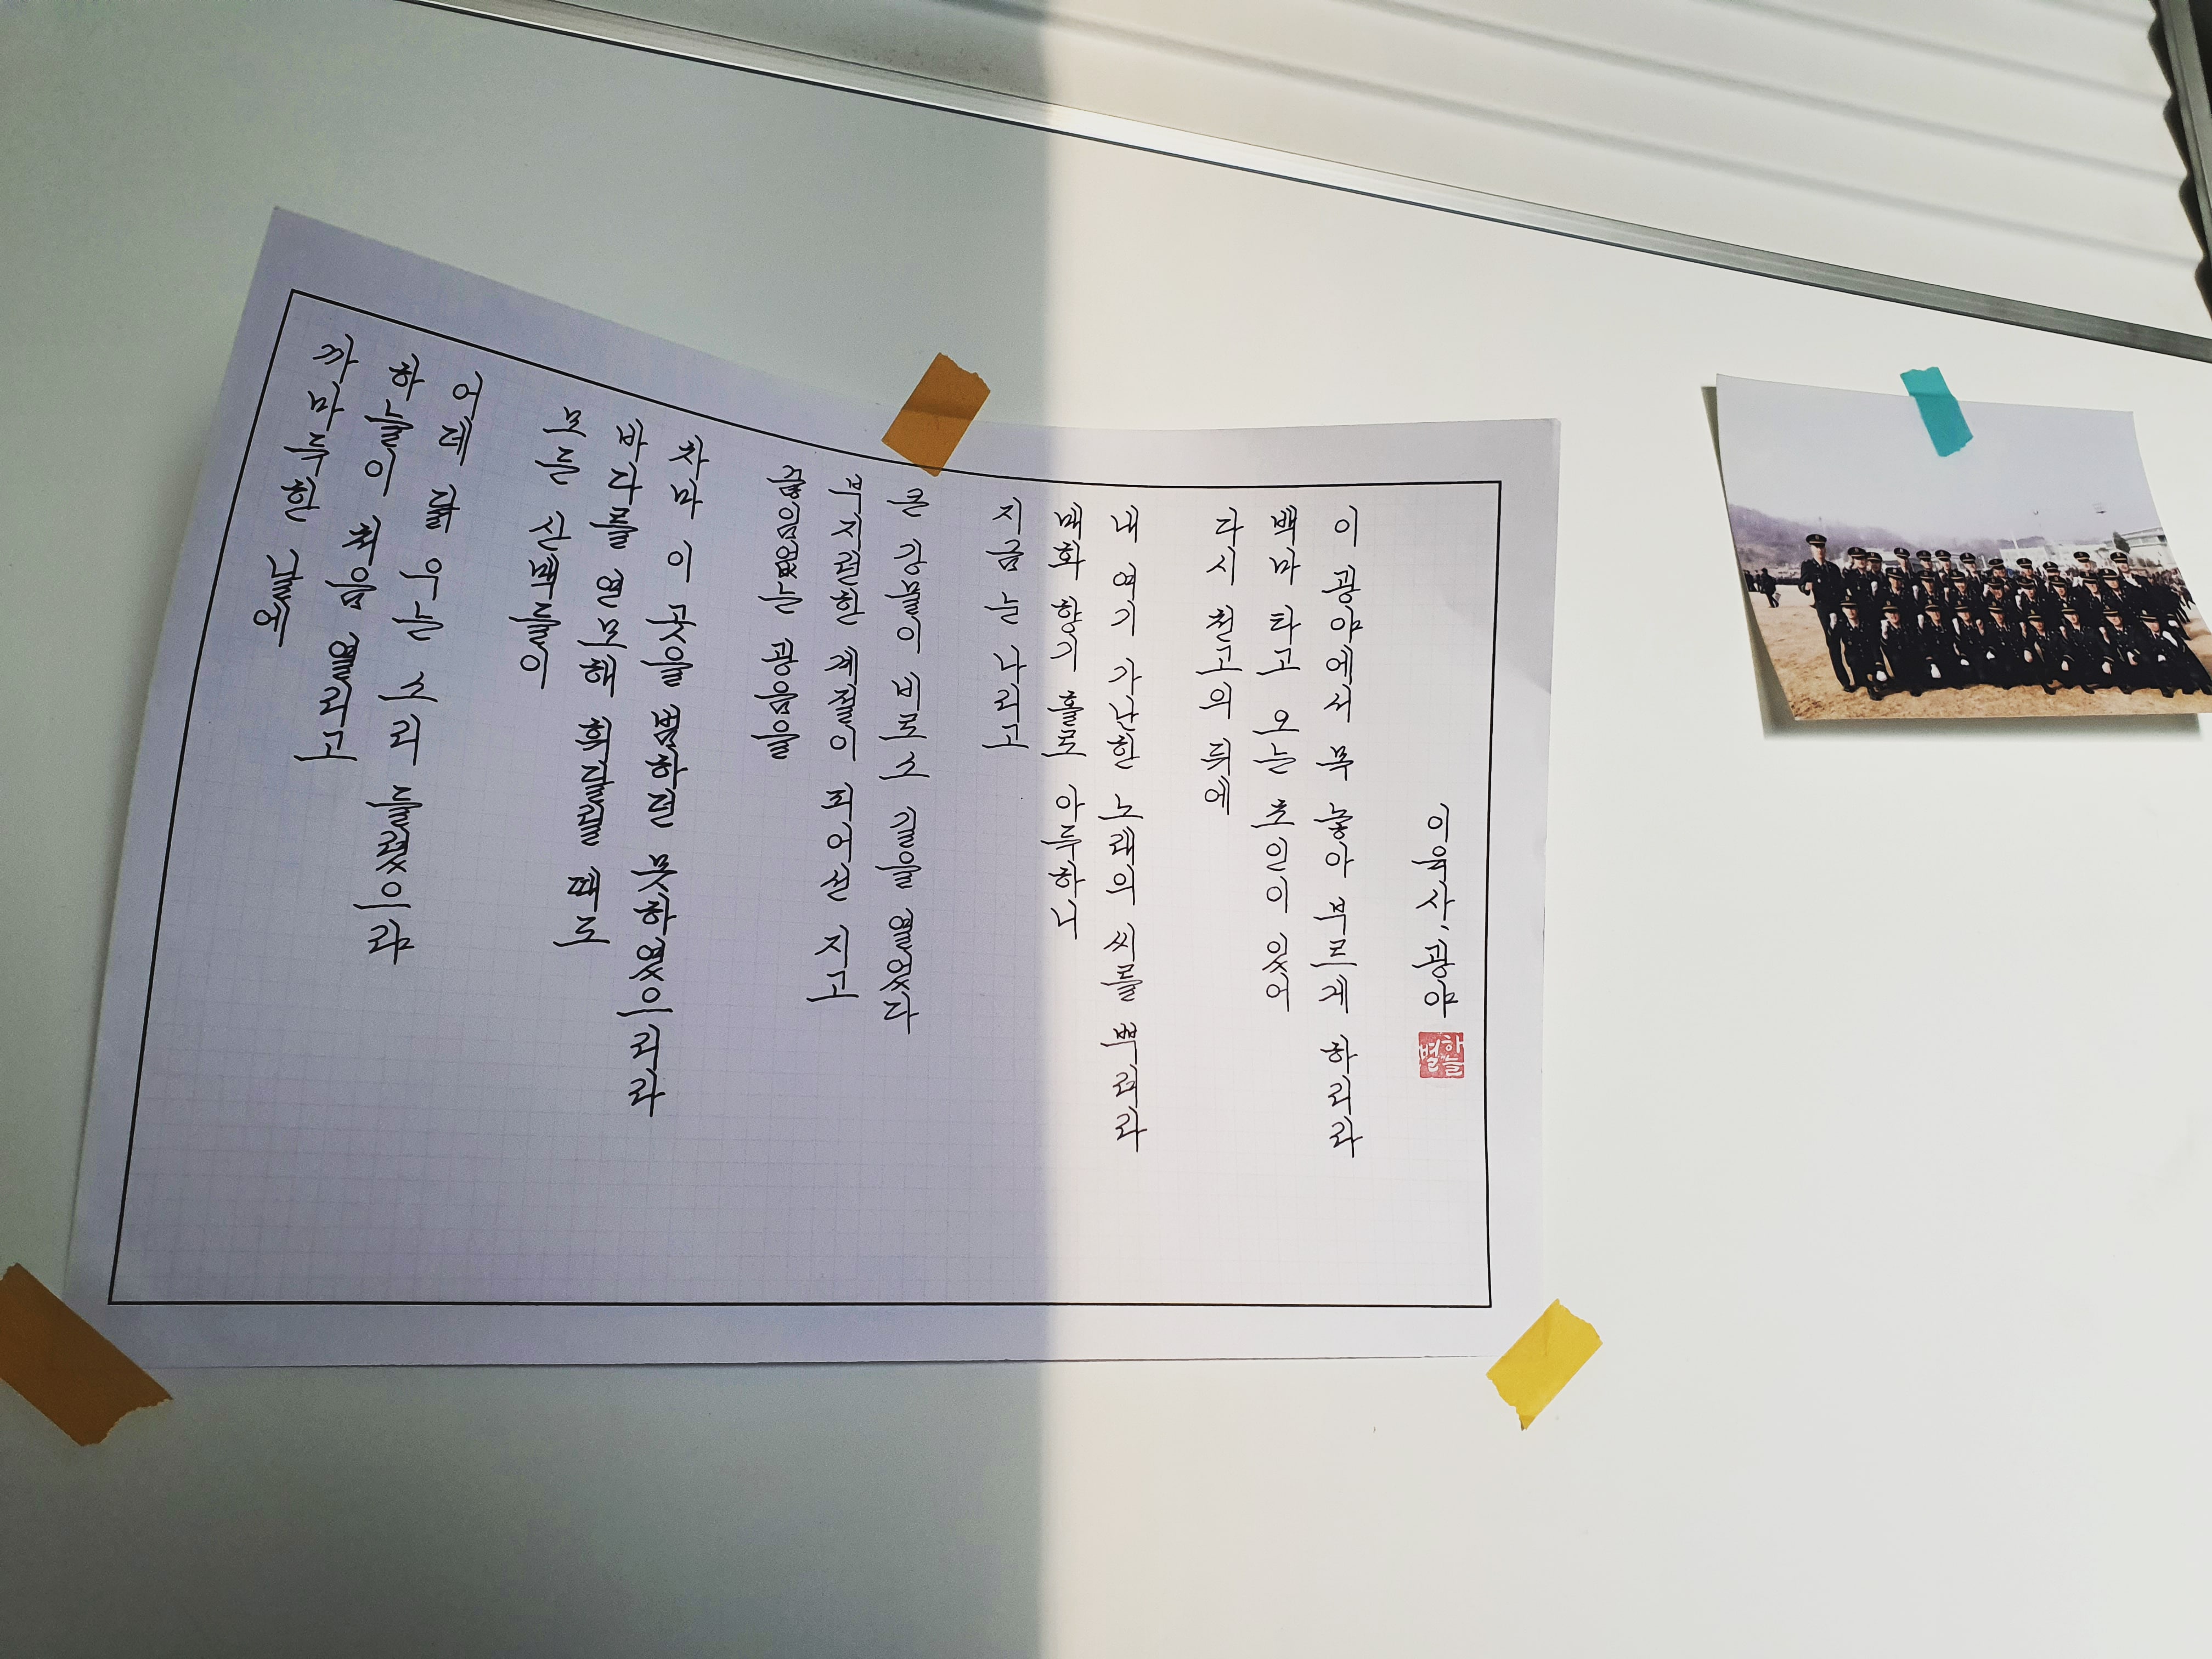 까마득한 날에
하늘이 처음 열리고
어데 닭 우는 소리 들렸으랴
모든 산맥들이
바다를 연모해 휘달릴 때도
차마 이 곳을 범하던 못하였으리라
끊임없는 광음을
부지런한 계절이 피어선 지고
큰 강물이 비로소 길을 열었다
지금 눈 나리고
매화 향기 홀로 아득하니
내 여기 가난한 노래의 씨를 뿌려라
다시 천고의 뒤에
백마 타고 오는 초인이 있어
이 광야에서 목 놓아 부르게 하리라
이육사, 광야
하늘
별